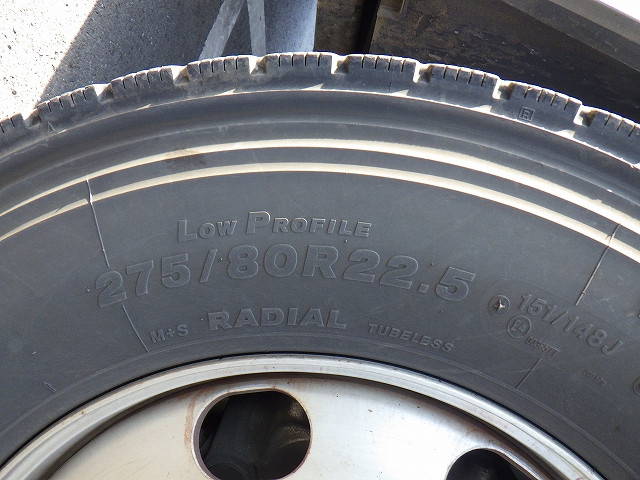 LOW PROFILE
275/80R22.5
151/148J
M+S RADIAL TUBELESS